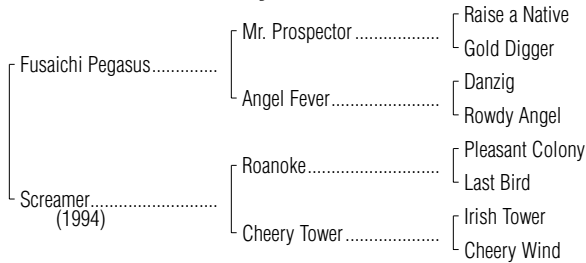 Raise a Native
Mr. Prospector ....................
Gold Digger
Fusaichi Pegasus..............
Danzig
Angel Fever.........................
Rowdy Angel
Pleasant Colony
Roanoke..............................
Last Bird
Screamer...........................
(1994)
Irish Tower
Cheery Tower ......................
Cheery Wind